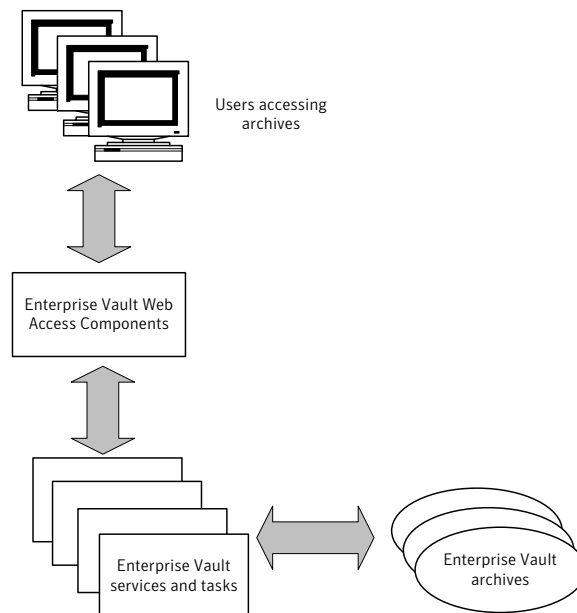 Users accessing
archives
Enterprise Vault Web
Access Components
Enterprise Vault
services and tasks
Enterprise Vault
archives